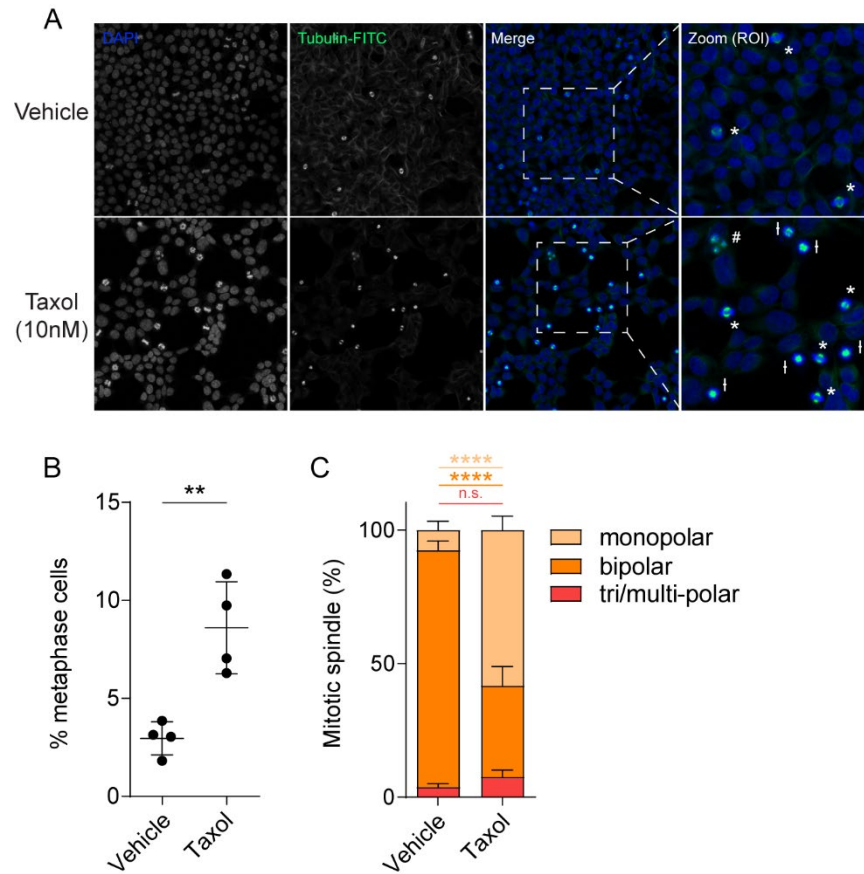 A
DAPI
Tubulin-FITC
Merge
Zoom (ROI)
Vehicle
*
*
*
Taxol
(10nM)
#
ƚ
ƚ
*
*
*
ƚ
ƚ
ƚ
*
B
C
**
****
****
n.s.
15
10
5
0
% metaphase cells
Vehicle
Taxol
100
50
0
Mitotic spindle (%)
Vehicle
Taxol
monopolar
bipolar
tri/multi-polar